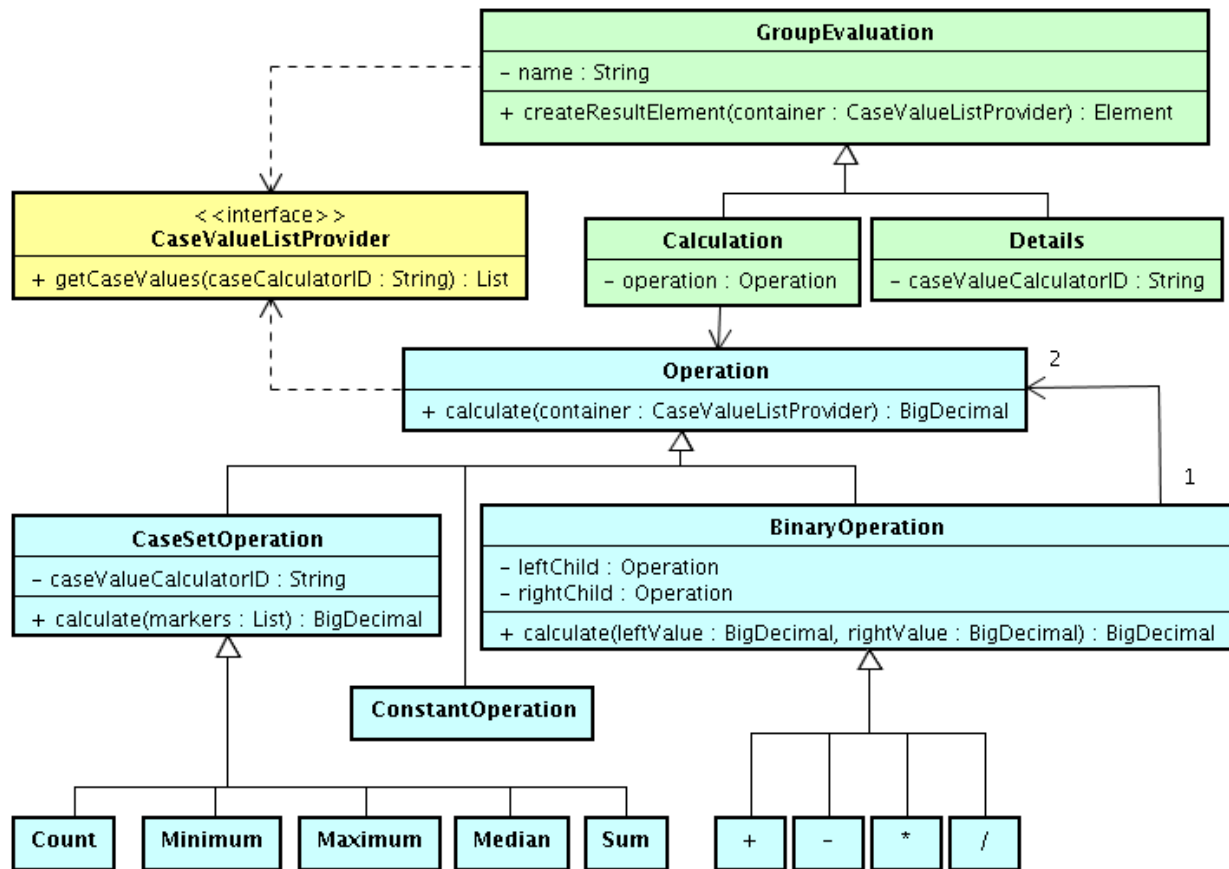 GroupEvaluation
– name : String
+ createResultElement(container : CaseValueListProvider) : Element
< <interface> >
CaseValueListProvider
+ getCaseValues(caseCalculatorID : String) : List
Calculation
– operation : Operation
Details
– caseValueCalculatorID : String
Operation
+ calculate(container : CaseValueListProvider) : BigDecimal
2
1
CaseSetOperation
– caseValueCalculatorID : String
+ calculate(markers : List) : BigDecimal
BinaryOperation
– leftChild : Operation
– rightChild : Operation
+ calculate(leftValue : BigDecimal, rightValue : BigDecimal) : BigDecimal
ConstantOperation
Count
Minimum
Maximum
Median
Sum
+
–
*
/